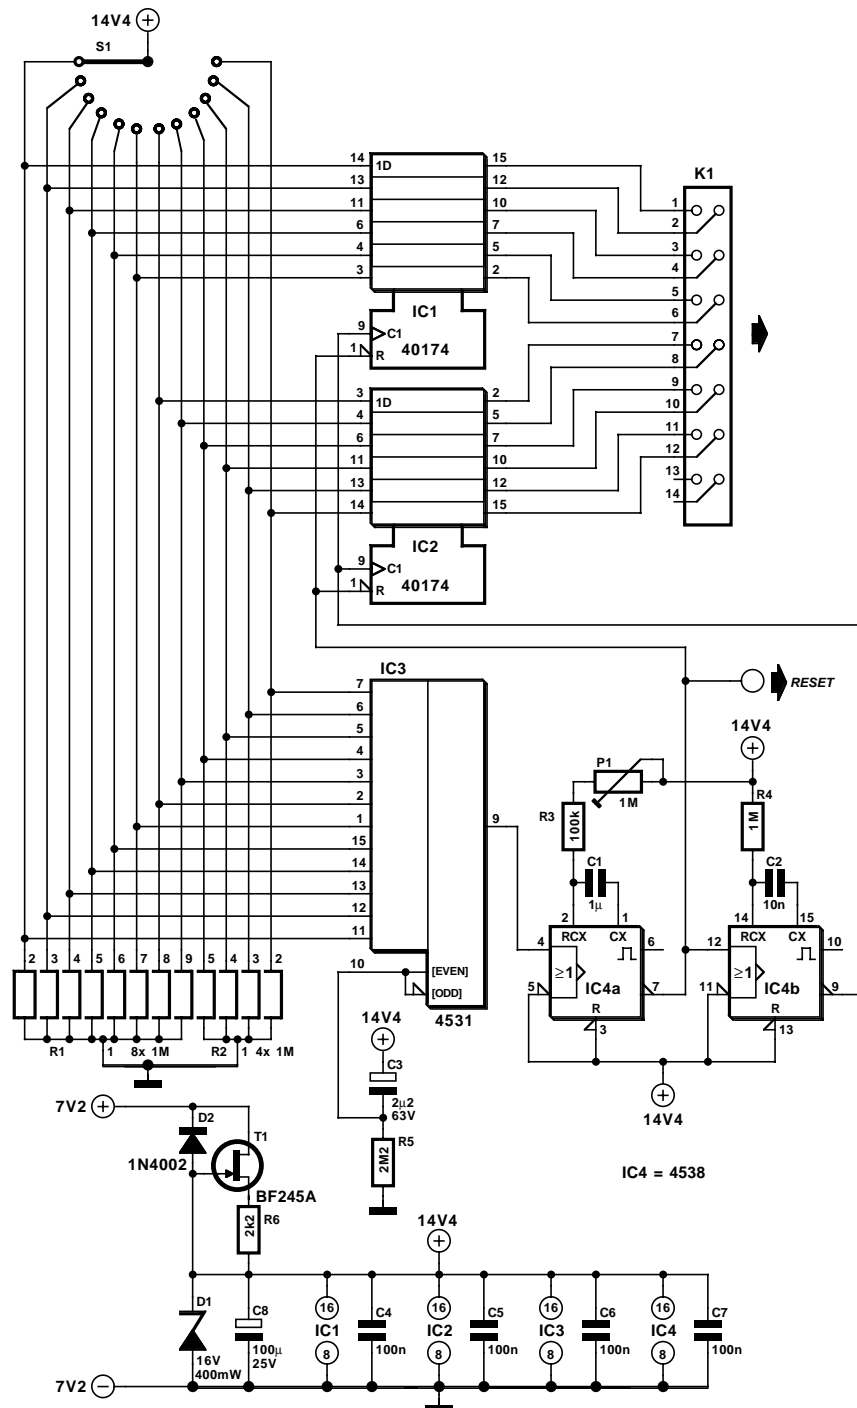 14V4
S1
14 1D 15
13 12
11 10
6 7
4 5
3 2
IC1
9 C1
1 R 40174
K1
1
2
3
4
5
6
7
8
9
10
11
12
13
14
3 1D 2
4 5
6 7
11 10
13 12
14 15
IC2
9 C1
1 R 40174
IC3
7
6
5
4
3
2
1
15
14
13
12
11
9
10 [EVEN]
[ODD]
4531
RESET
14V4
P1
1M
R3
100k
R4
1M
C1
1µ
C2
10n
2 1
RCX CX
4 6
≥1
IC4a
5 7
R
3
14 15
RCX CX
12 10
≥1
IC4b
11 9
R
13
14V4
2 3 4 5 6 7 8 9 5 4 3 2
R1 1 8x 1M R2 1 4x 1M
14V4
C3
2µ2
63V
R5
2M2
IC4 = 4538
7V2
D2
1N4002
T1
BF245A
R6
2k2
14V4
D1
16V
400mW
C8
100µ
25V
16
IC1
8
C4
100n
16
IC2
8
C5
100n
16
IC3
8
C6
100n
16
IC4
8
C7
100n
7V2